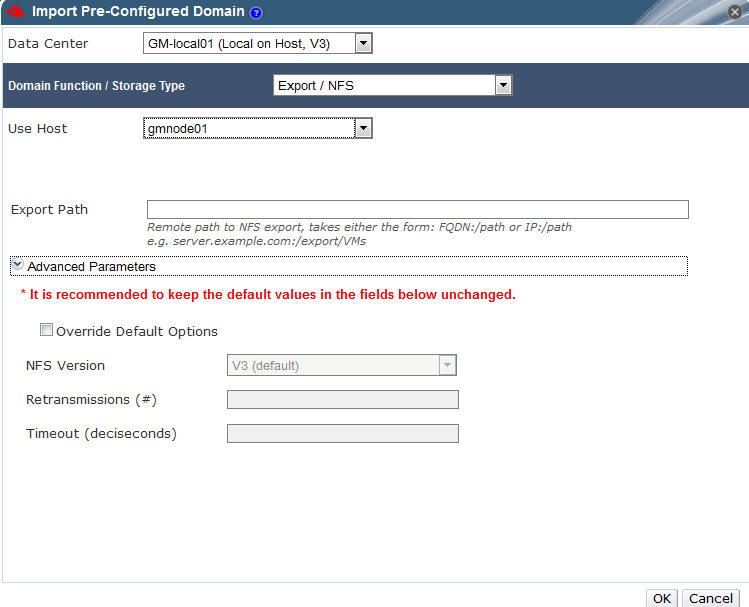 Import Pre-Configured Domain ?
Data Center GM-local01 (Local on Host, V3)
Domain Function / Storage Type Export / NFS
Use Host gmnode01
Export Path
Remote path to NFS export, takes either the form: FQDN:/path or IP:/path
e.g. server.example.com:/export/VMs
Advanced Parameters
* It is recommended to keep the default values in the fields below unchanged.
Override Default Options
NFS Version V3 (default)
Retransmissions (#)
Timeout (deciseconds)
OK Cancel